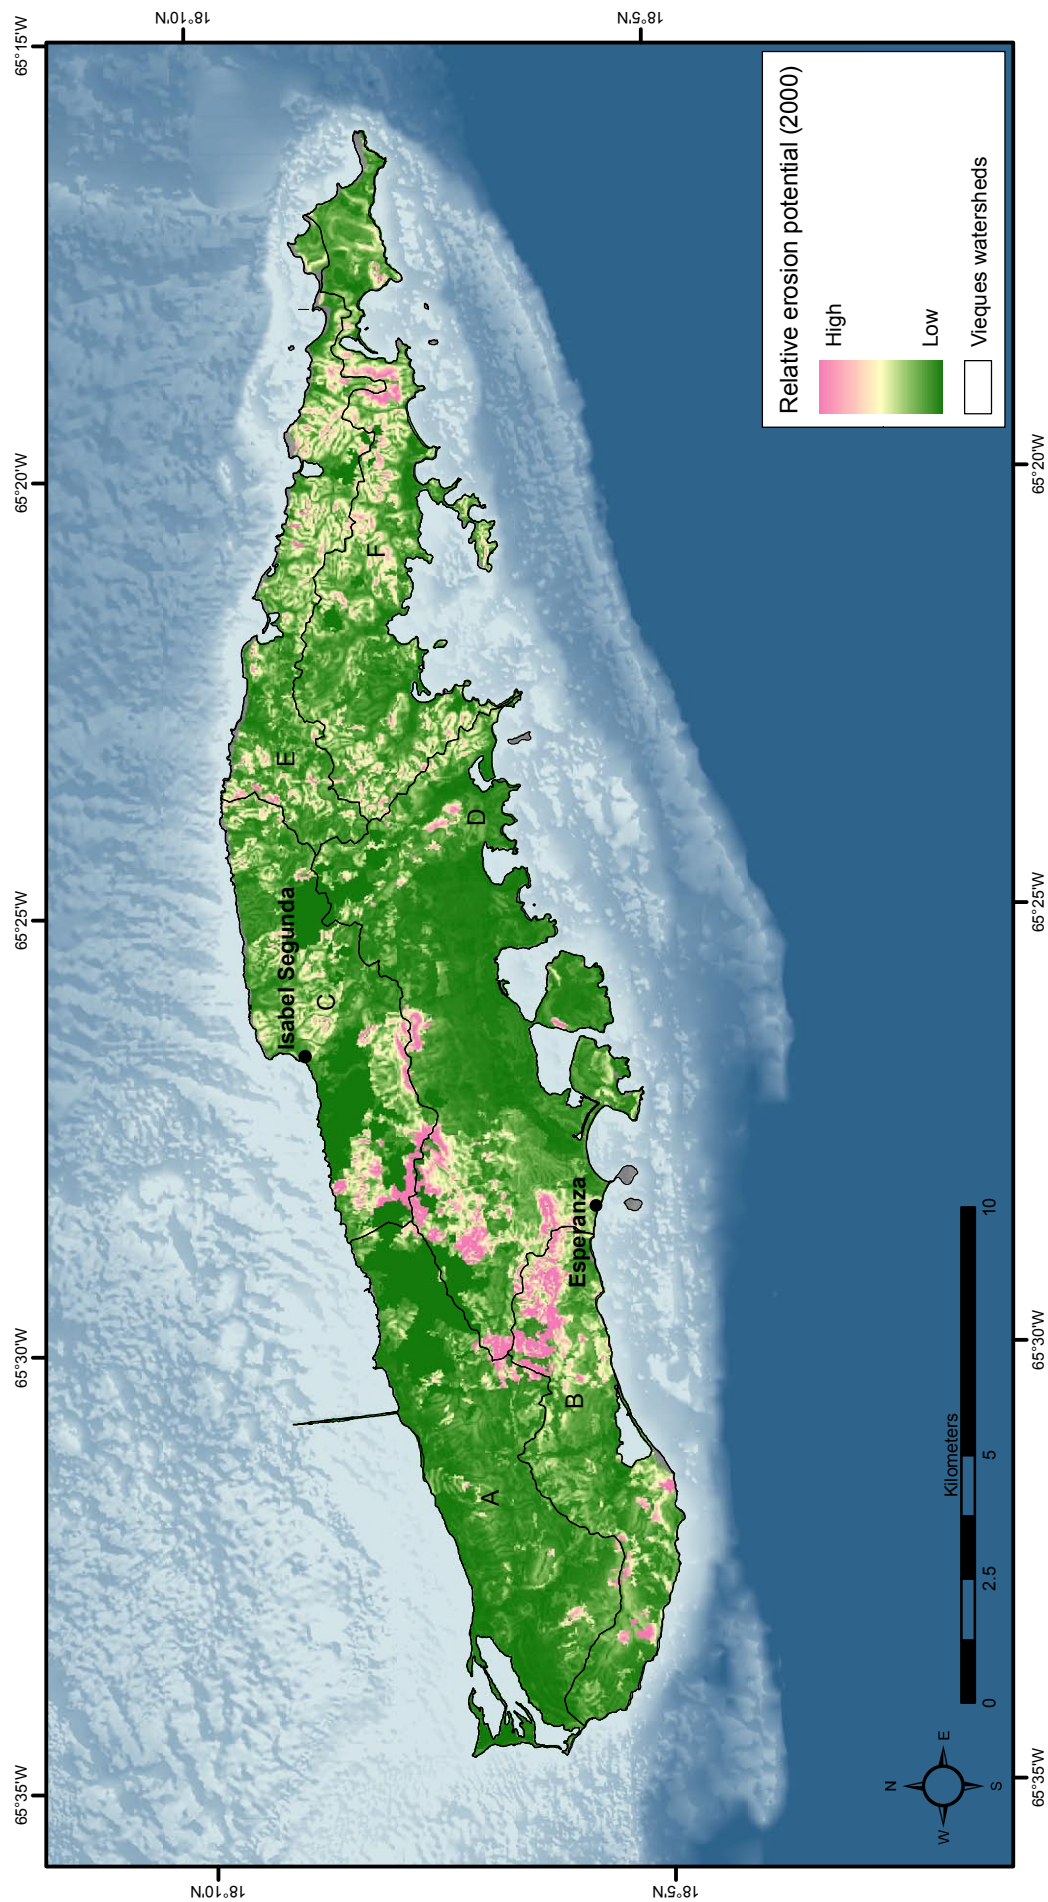 65°35'W
65°30'W
65°25'W
65°20'W
65°15'W
18°10'N
18°10'N
E
Isabel Segunda
C
F
D
A
B
Esperanza
18°5'N
18°5'N
Relative erosion potential (2000)
High
Low
Vieques watersheds
N
W
E
S
Kilometers
0
2.5
5
10
65°35'W
65°30'W
65°25'W
65°20'W